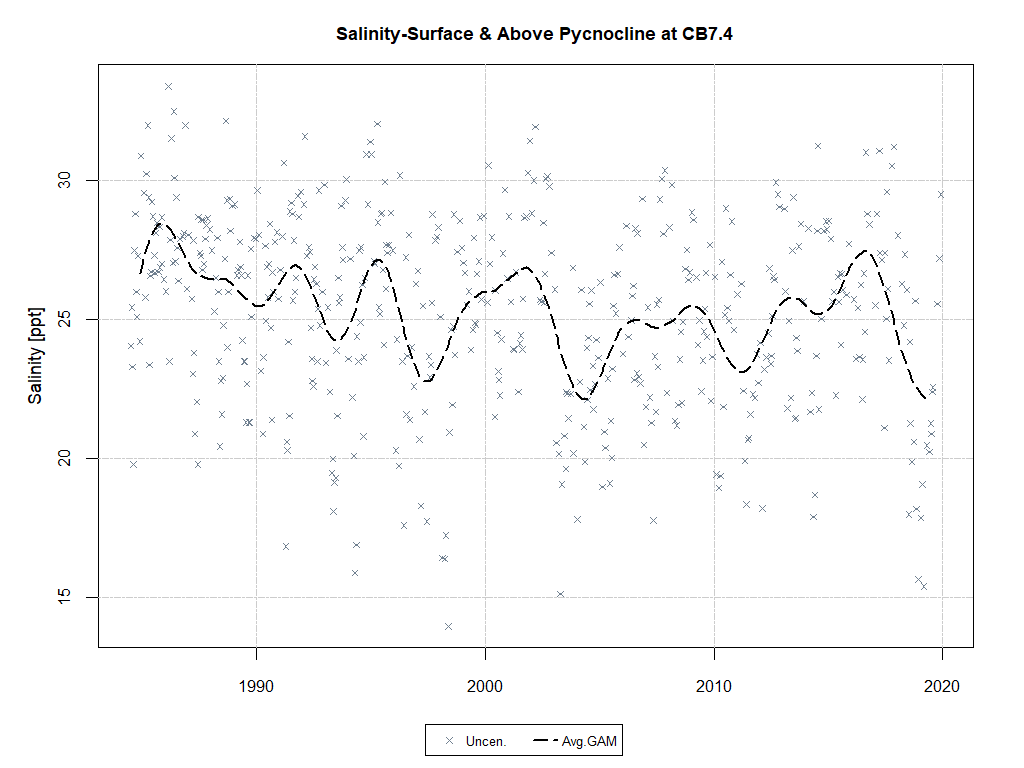 Salinity-Surface & Above Pycnocline at CB7.4
Salinity [ppt]
30
25
20
15
1990
2000
2010
2020
Uncen.
Avg.GAM